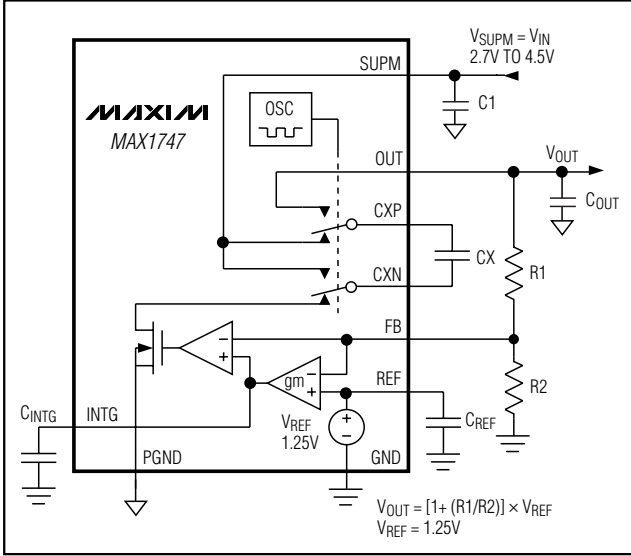 V_SUPM = V_IN
2.7V TO 4.5V
SUPM
C1
MAXIM
MAX1747
OSC
OUT
V_OUT
C_OUT
CXP
CX
CXN
R1
FB
R2
gm
REF
C_REF
C_INTG
INTG
V_REF
1.25V
PGND
GND
V_OUT = [1+ (R1/R2)] × V_REF
V_REF = 1.25V